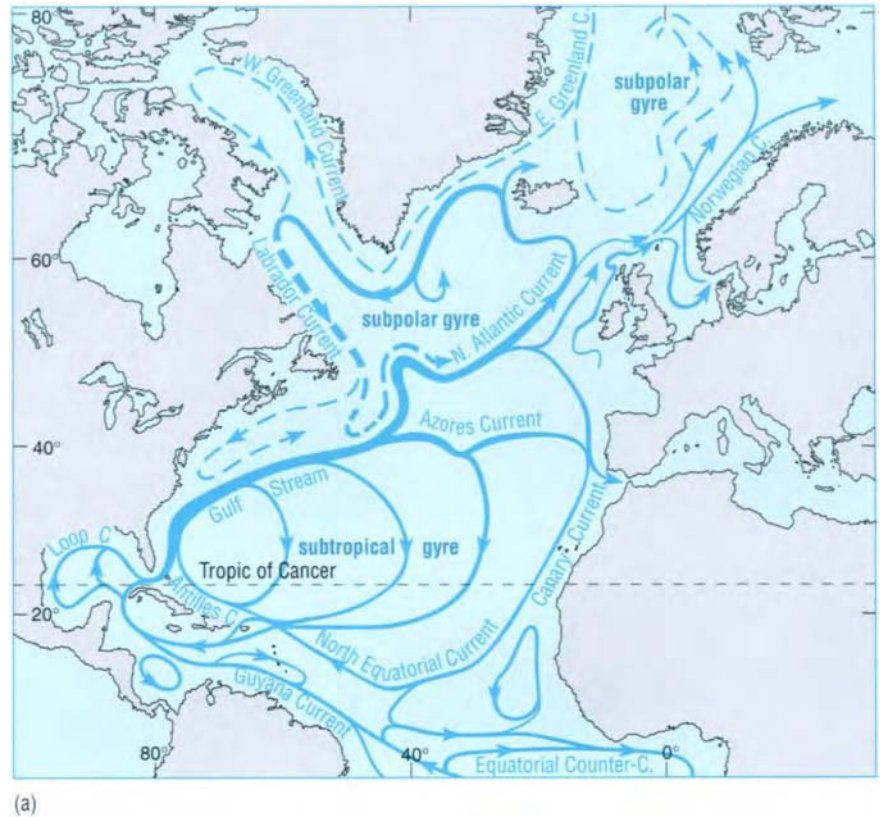 80
W. Greenland Current
E. Greenland C.
subpolar
gyre
Norwegian C.
60°
Labrador Current
subpolar gyre
N. Atlantic Current
40°
Azores Current
Gulf Stream
Loop C
subtropical gyre
Canary Current
Tropic of Cancer
Antilles C.
20°
North Equatorial Current
Guyana Current
80°
40°
0°
Equatorial Counter-C.
(a)